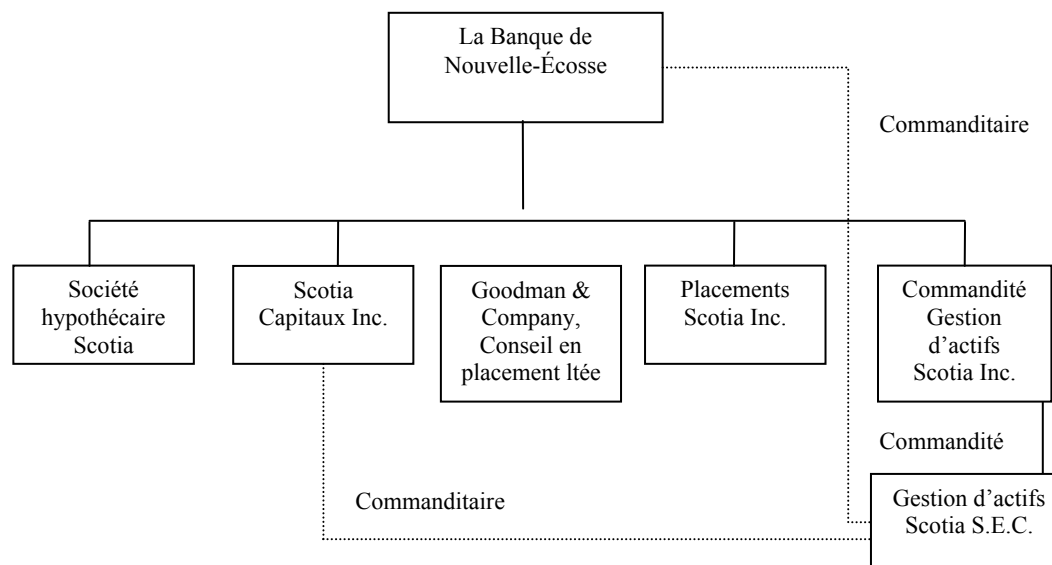 La Banque de
Nouvelle-Écosse
Commanditaire
Société
hypothécaire
Scotia
Scotia
Capitaux Inc.
Goodman &
Company,
Conseil en
placement ltée
Placements
Scotia Inc.
Commandité
Gestion
d’actifs
Scotia Inc.
Commandité
Commanditaire
Gestion d’actifs
Scotia S.E.C.